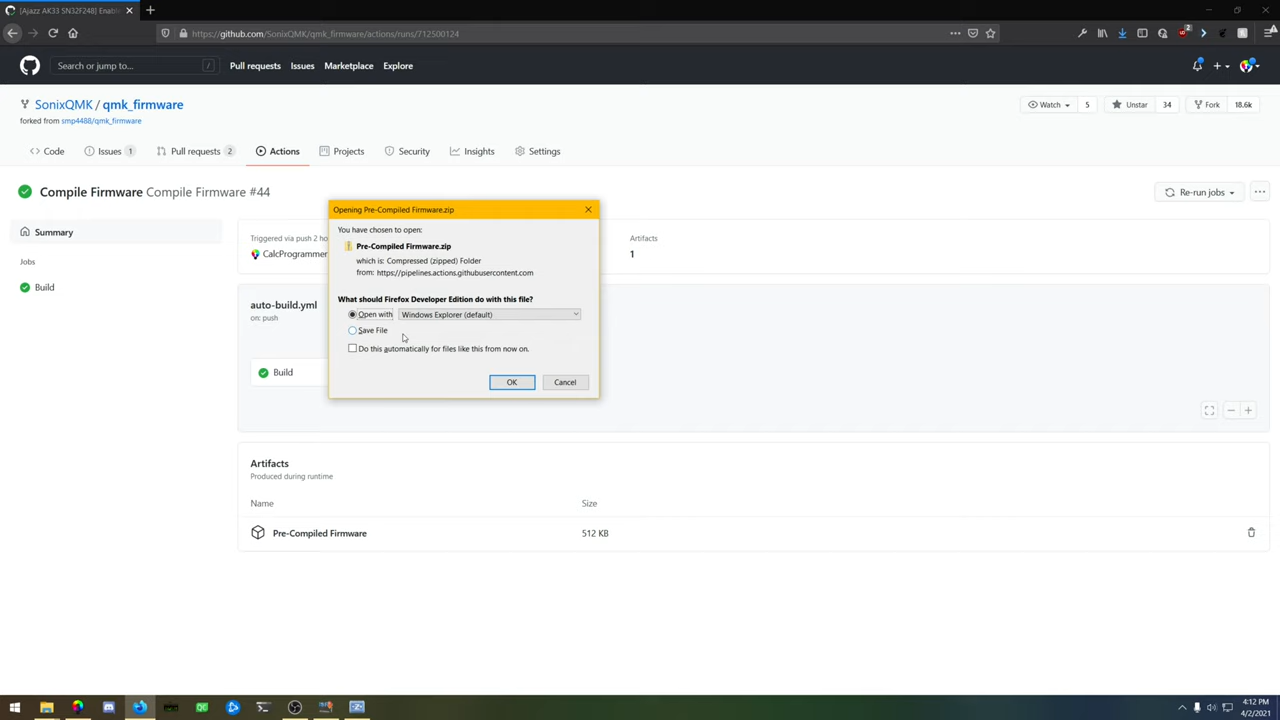 [Ajazz AK33 SN32F248] Enabl
https://github.com/SonixQMK/qmk_firmware/actions/runs/712500124
Search or jump to...
/
Pull requests
Issues
Marketplace
Explore
SonixQMK / qmk_firmware
forked from smp4488/qmk_firmware
Watch
5
Unstar
34
Fork
18.6k
Code
Issues 1
Pull requests 2
Actions
Projects
Security
Insights
Settings
Compile Firmware Compile Firmware #44
Re-run jobs
Summary
Jobs
Build
Triggered via push 2 ho
CalcProgrammer
Artifacts
1
auto-build.yml
on: push
Build
Opening Pre-Compiled Firmware.zip
You have chosen to open:
Pre-Compiled Firmware.zip
which is: Compressed (zipped) Folder
from: https://pipelines.actions.githubusercontent.com
What should Firefox Developer Edition do with this file?
Open with
Windows Explorer (default)
Save File
Do this automatically for files like this from now on.
OK
Cancel
Artifacts
Produced during runtime
Name
Size
Pre-Compiled Firmware
512 KB
4:12 PM
4/2/2021